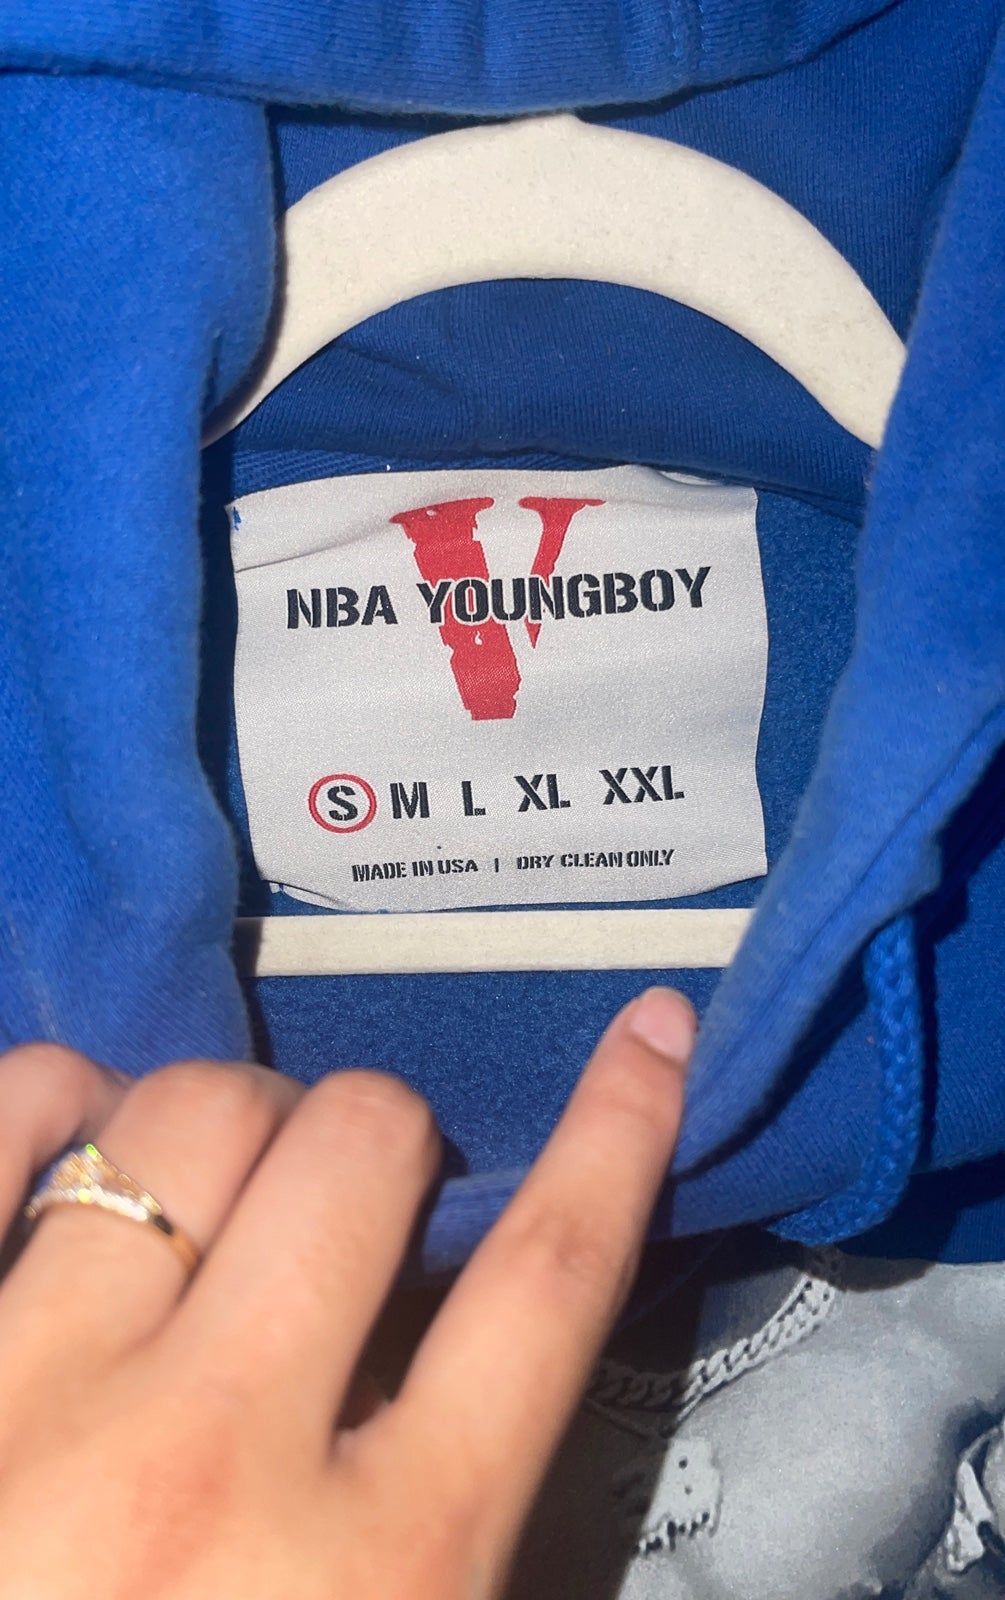 V
NBA YOUNGBOY
S M L XL XXL
MADE IN USA | DRY CLEAN ONLY